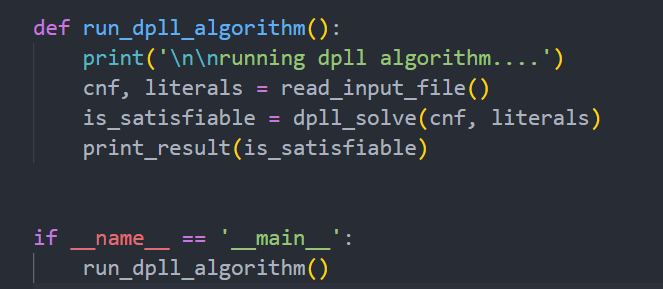 def run_dpll_algorithm():
    print('\n\nrunning dpll algorithm....')
    cnf, literals = read_input_file()
    is_satisfiable = dpll_solve(cnf, literals)
    print_result(is_satisfiable)
if __name__ == '__main__':
    run_dpll_algorithm()